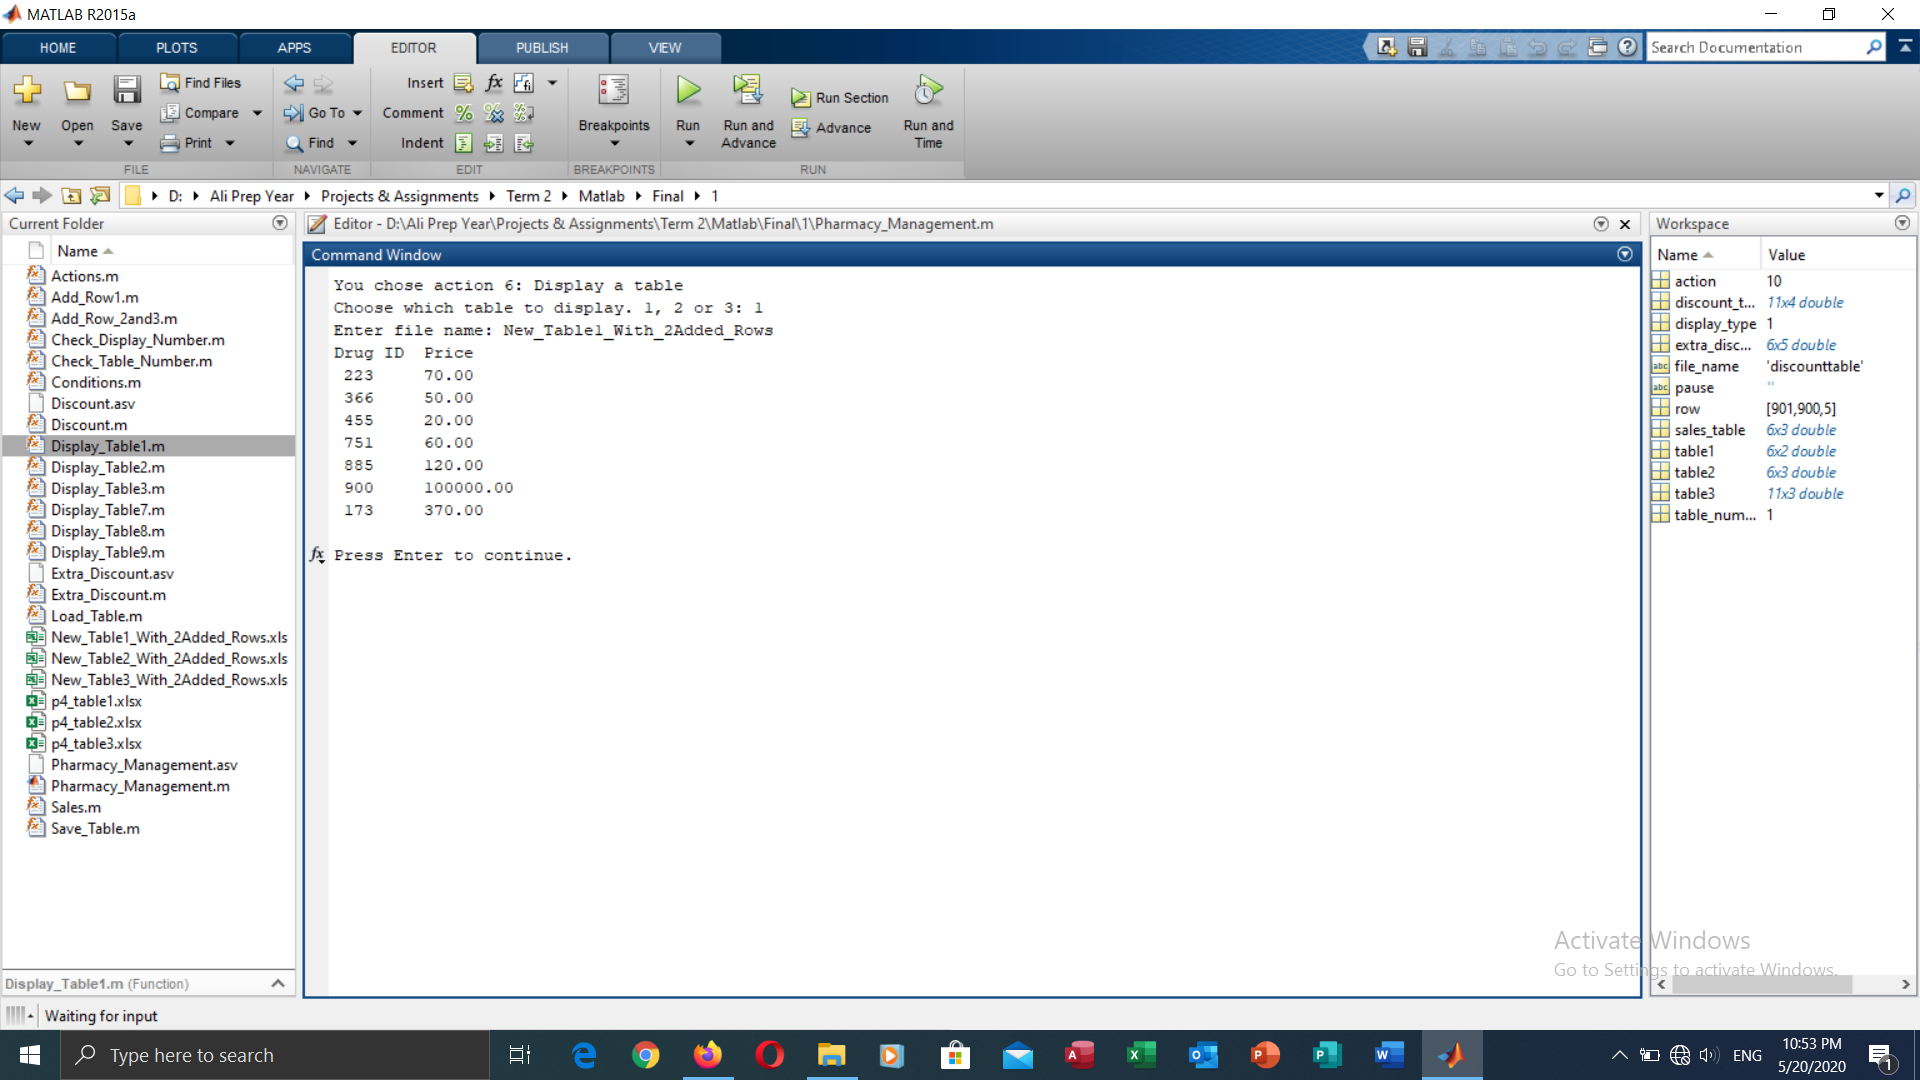 MATLAB R2015a
HOME PLOTS APPS EDITOR PUBLISH VIEW
Search Documentation
New
Open
Save
Find Files
Compare
Print
FILE
Go To
Find
NAVIGATE
Insert
Comment
Indent
EDIT
Breakpoints
BREAKPOINTS
Run
Run and Advance
Run Section
Advance
Run and Time
RUN
D: Ali Prep Year Projects & Assignments Term 2 Matlab Final 1
Current Folder
Name
Actions.m
Add_Row1.m
Add_Row_2and3.m
Check_Display_Number.m
Check_Table_Number.m
Conditions.m
Discount.asv
Discount.m
Display_Table1.m
Display_Table2.m
Display_Table3.m
Display_Table7.m
Display_Table8.m
Display_Table9.m
Extra_Discount.asv
Extra_Discount.m
Load_Table.m
New_Table1_With_2Added_Rows.xls
New_Table2_With_2Added_Rows.xls
New_Table3_With_2Added_Rows.xls
p4_table1.xlsx
p4_table2.xlsx
p4_table3.xlsx
Pharmacy_Management.asv
Pharmacy_Management.m
Sales.m
Save_Table.m
Display_Table1.m (Function)
Editor - D:\Ali Prep Year\Projects & Assignments\Term 2\Matlab\Final\1\Pharmacy_Management.m
Command Window
You chose action 6: Display a table
Choose which table to display. 1, 2 or 3: 1
Enter file name: New_Table1_With_2Added_Rows
Drug ID Price
223 70.00
366 50.00
455 20.00
751 60.00
885 120.00
900 100000.00
173 370.00
fx Press Enter to continue.
Workspace
Name Value
action 10
discount_t... 11x4 double
display_type 1
extra_disc... 6x5 double
file_name 'discounttable'
pause ''
row [901,900,5]
sales_table 6x3 double
table1 6x2 double
table2 6x3 double
table3 11x3 double
table_num... 1
Activate Windows
Go to Settings to activate Windows.
Waiting for input
Type here to search
ENG
10:53 PM
5/20/2020
1